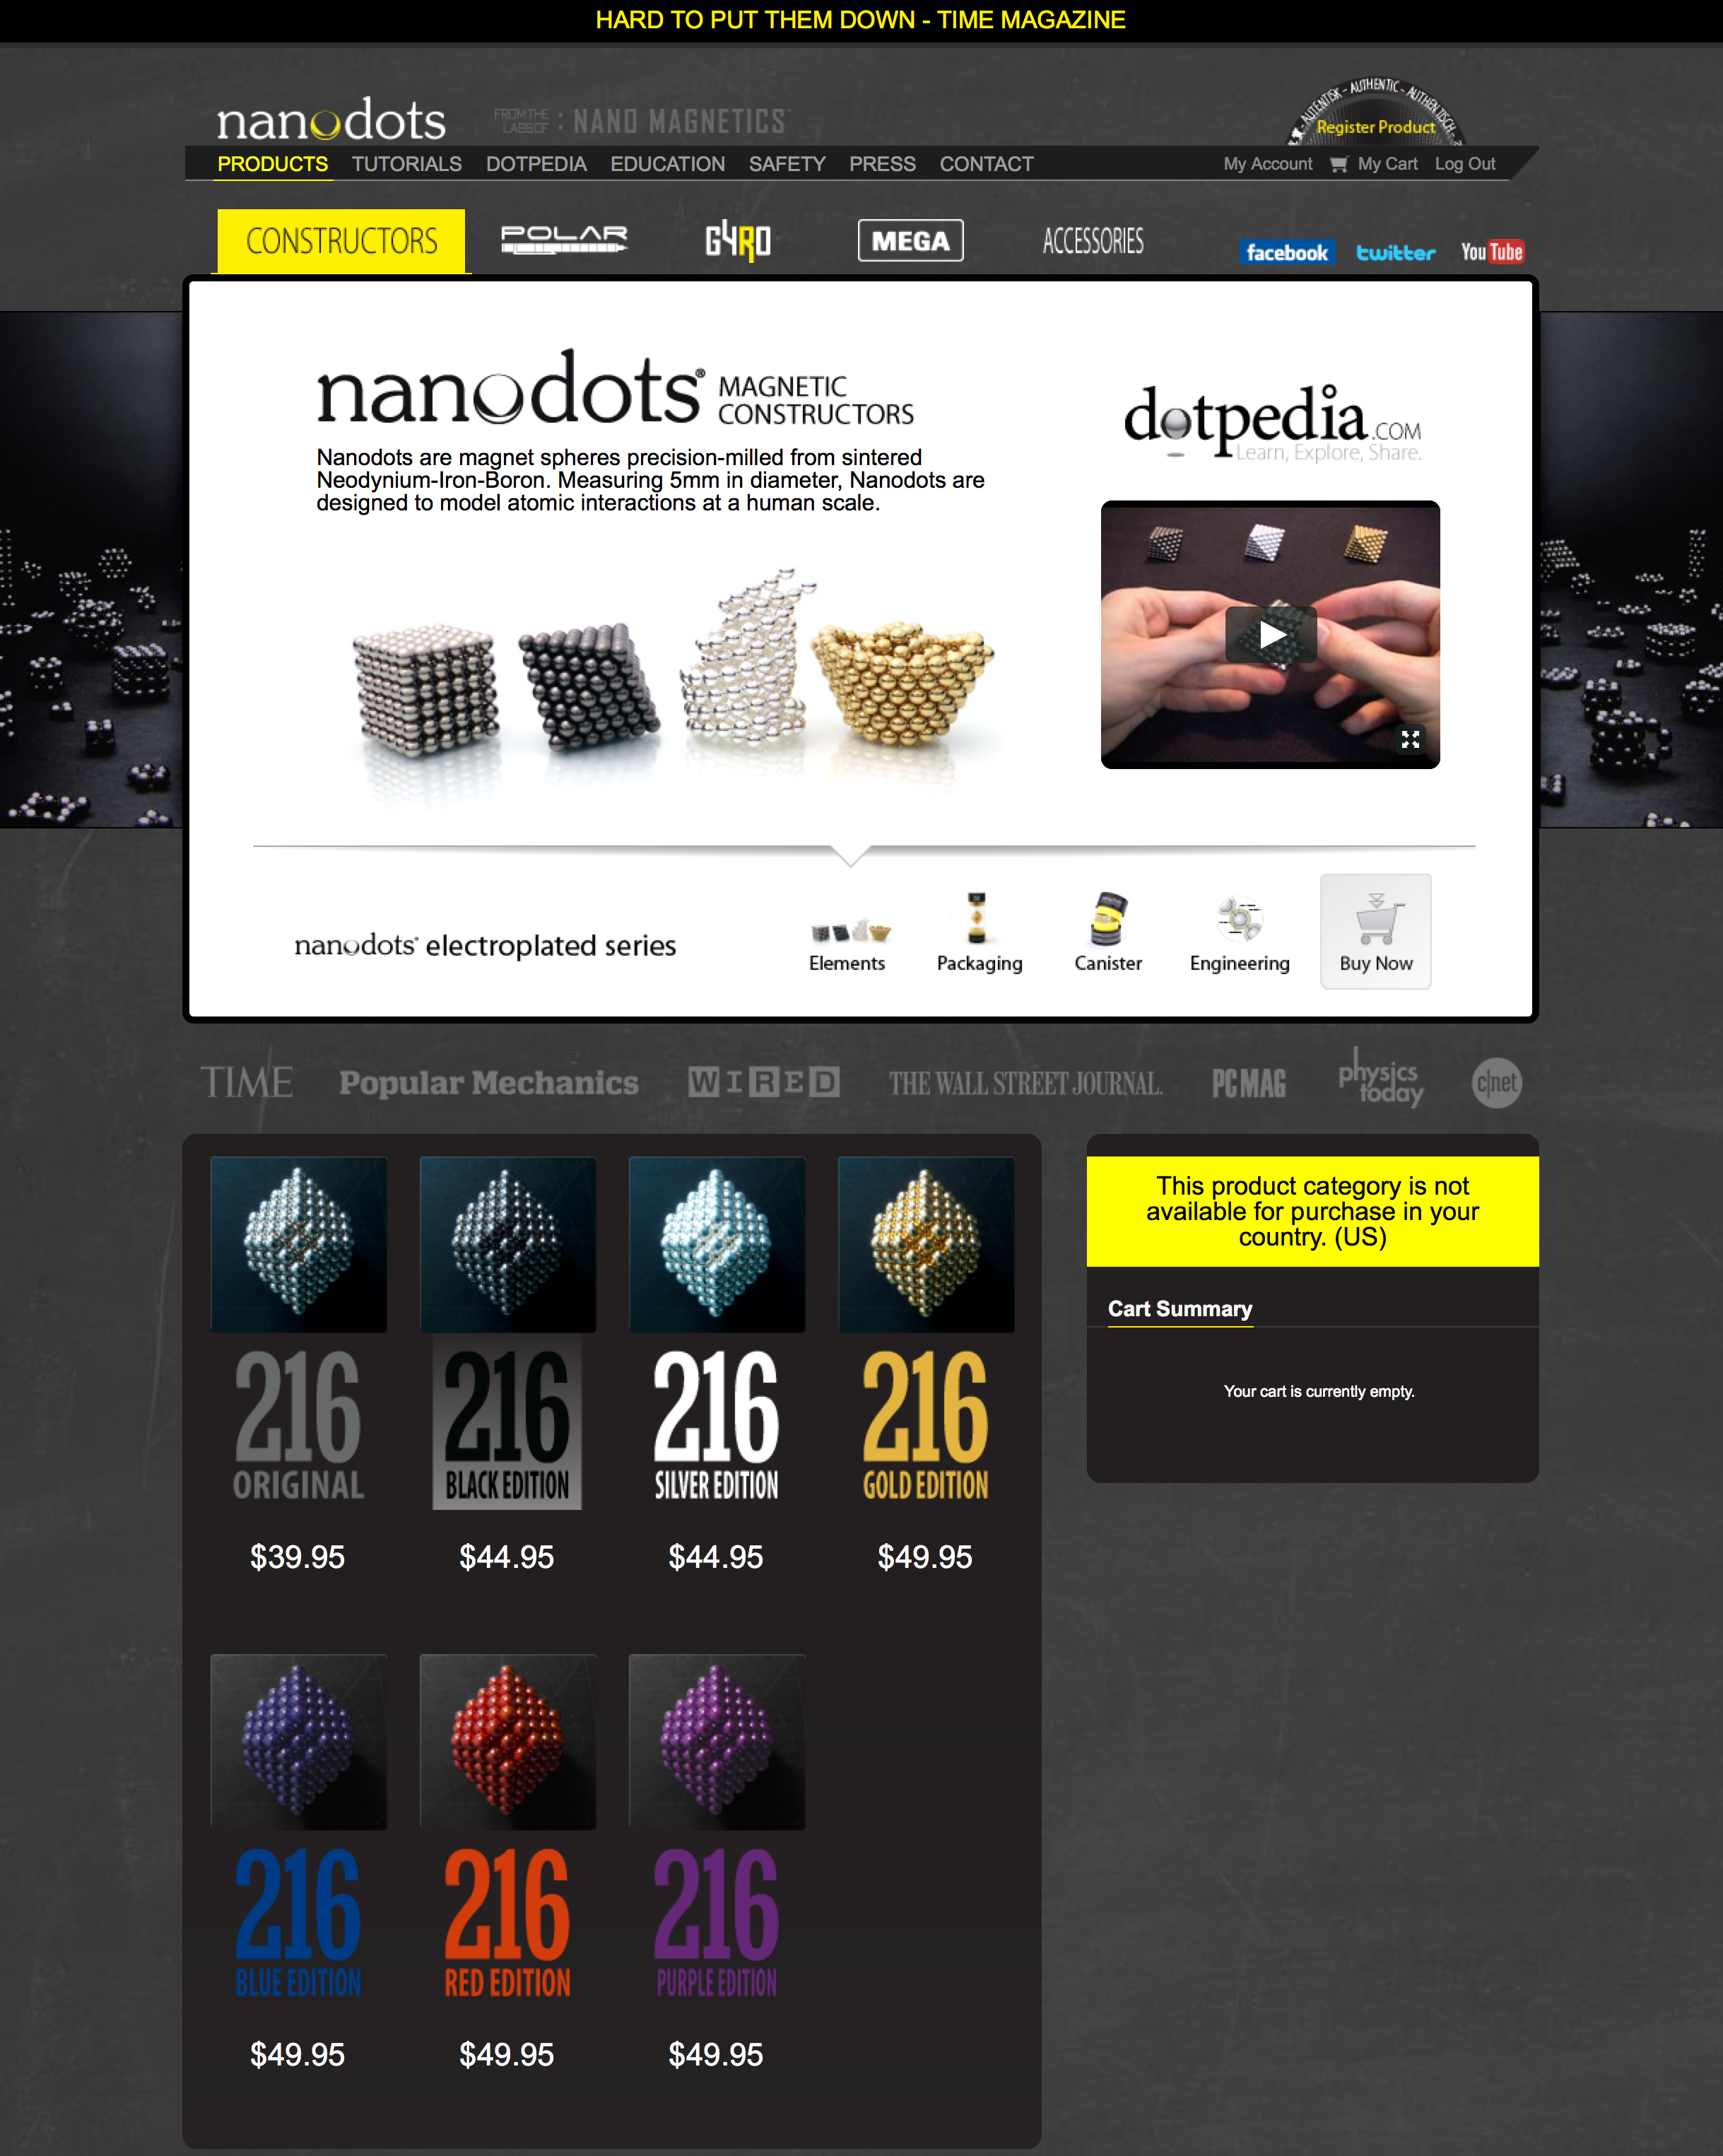 HARD TO PUT THEM DOWN - TIME MAGAZINE
AUTENTISK - AUTHENTIC - AUTHENTISCH
nanodots
FROM THE LABS OF : NANO MAGNETICS™
Register Product
PRODUCTS TUTORIALS DOTPEDIA EDUCATION SAFETY PRESS CONTACT
My Account My Cart Log Out
CONSTRUCTORS POLAR G4RO MEGA ACCESSORIES
facebook twitter YouTube
nanodots® MAGNETIC
CONSTRUCTORS
Nanodots are magnet spheres precision-milled from sintered
Neodynium-Iron-Boron. Measuring 5mm in diameter, Nanodots are
designed to model atomic interactions at a human scale.
dotpedia.COM
Learn, Explore, Share.
nanodots® electroplated series
Elements Packaging Canister Engineering Buy Now
TIME Popular Mechanics WIRED THE WALL STREET JOURNAL. PCMAG physics today c|net
216 216 216 216
ORIGINAL BLACK EDITION SILVER EDITION GOLD EDITION
$39.95 $44.95 $44.95 $49.95
216 216 216
BLUE EDITION RED EDITION PURPLE EDITION
$49.95 $49.95 $49.95
This product category is not
available for purchase in your
country. (US)
Cart Summary
Your cart is currently empty.